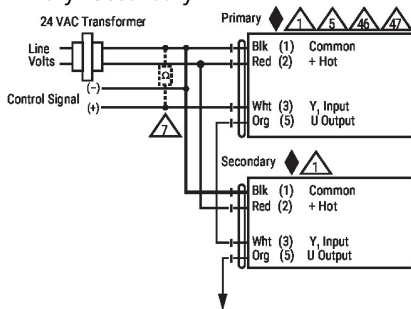 24 VAC Transformer
Line
Volts
Control Signal
(–)
(+)
Ω
7
Primary
1
5
46
47
Blk (1) Common
Red (2) + Hot
Wht (3) Y1 Input
Org (5) U Output
Secondary
1
Blk (1) Common
Red (2) + Hot
Wht (3) Y1 Input
Org (5) U Output